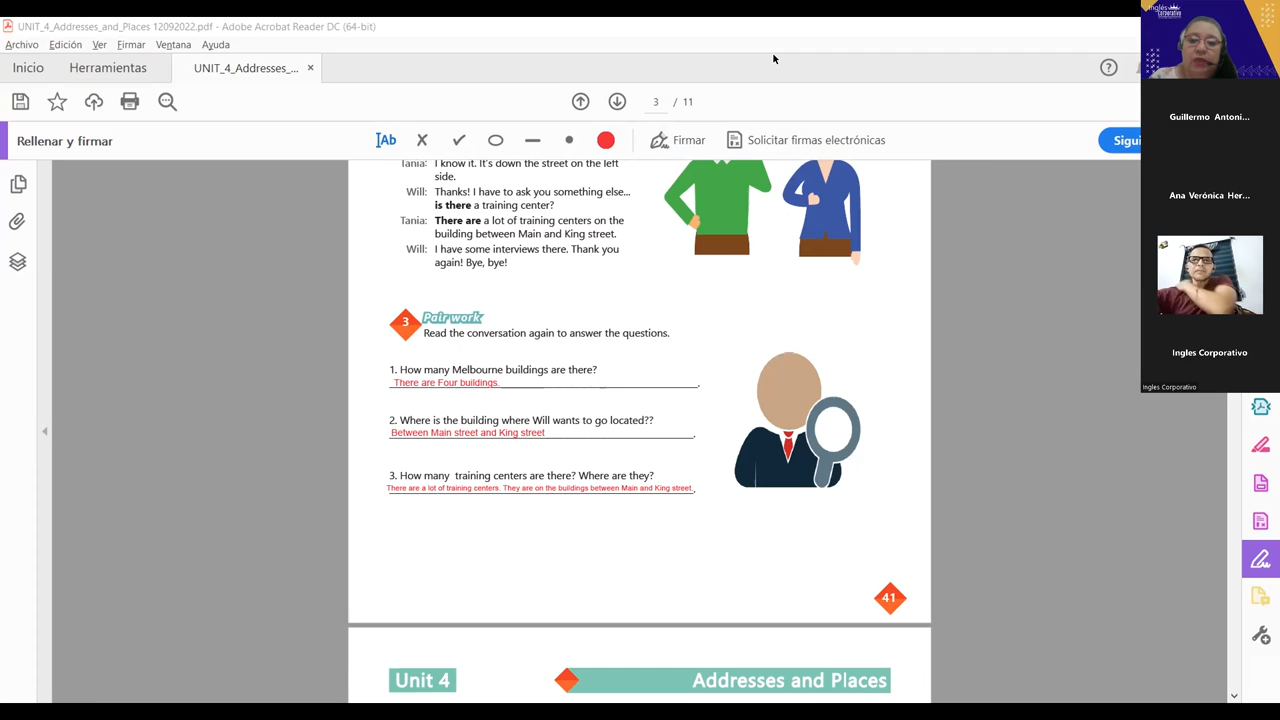 UNIT_4_Addresses_and_Places 12092022.pdf - Adobe Acrobat Reader DC (64-bit)
Archivo Edición Ver Firmar Ventana Ayuda
Inicio Herramientas UNIT_4_Addresses_... ×
3 / 11
Rellenar y firmar
Ab
Firmar
Solicitar firmas electrónicas
Sigui
Tania: I know it. It's down the street on the left
side.
Will: Thanks! I have to ask you something else...
is there a training center?
Tania: There are a lot of training centers on the
building between Main and King street.
Will: I have some interviews there. Thank you
again! Bye, bye!
3 Pair work
Read the conversation again to answer the questions.
1. How many Melbourne buildings are there?
There are Four buildings.
2. Where is the building where Will wants to go located??
Between Main street and King street
3. How many training centers are there? Where are they?
There are a lot of training centers. They are on the buildings between Main and King street.
41
Unit 4
Addresses and Places
Inglés
Corporativo
Guillermo Antoni...
Ana Verónica Her...
Ingles Corporativo
Ingles Corporativo